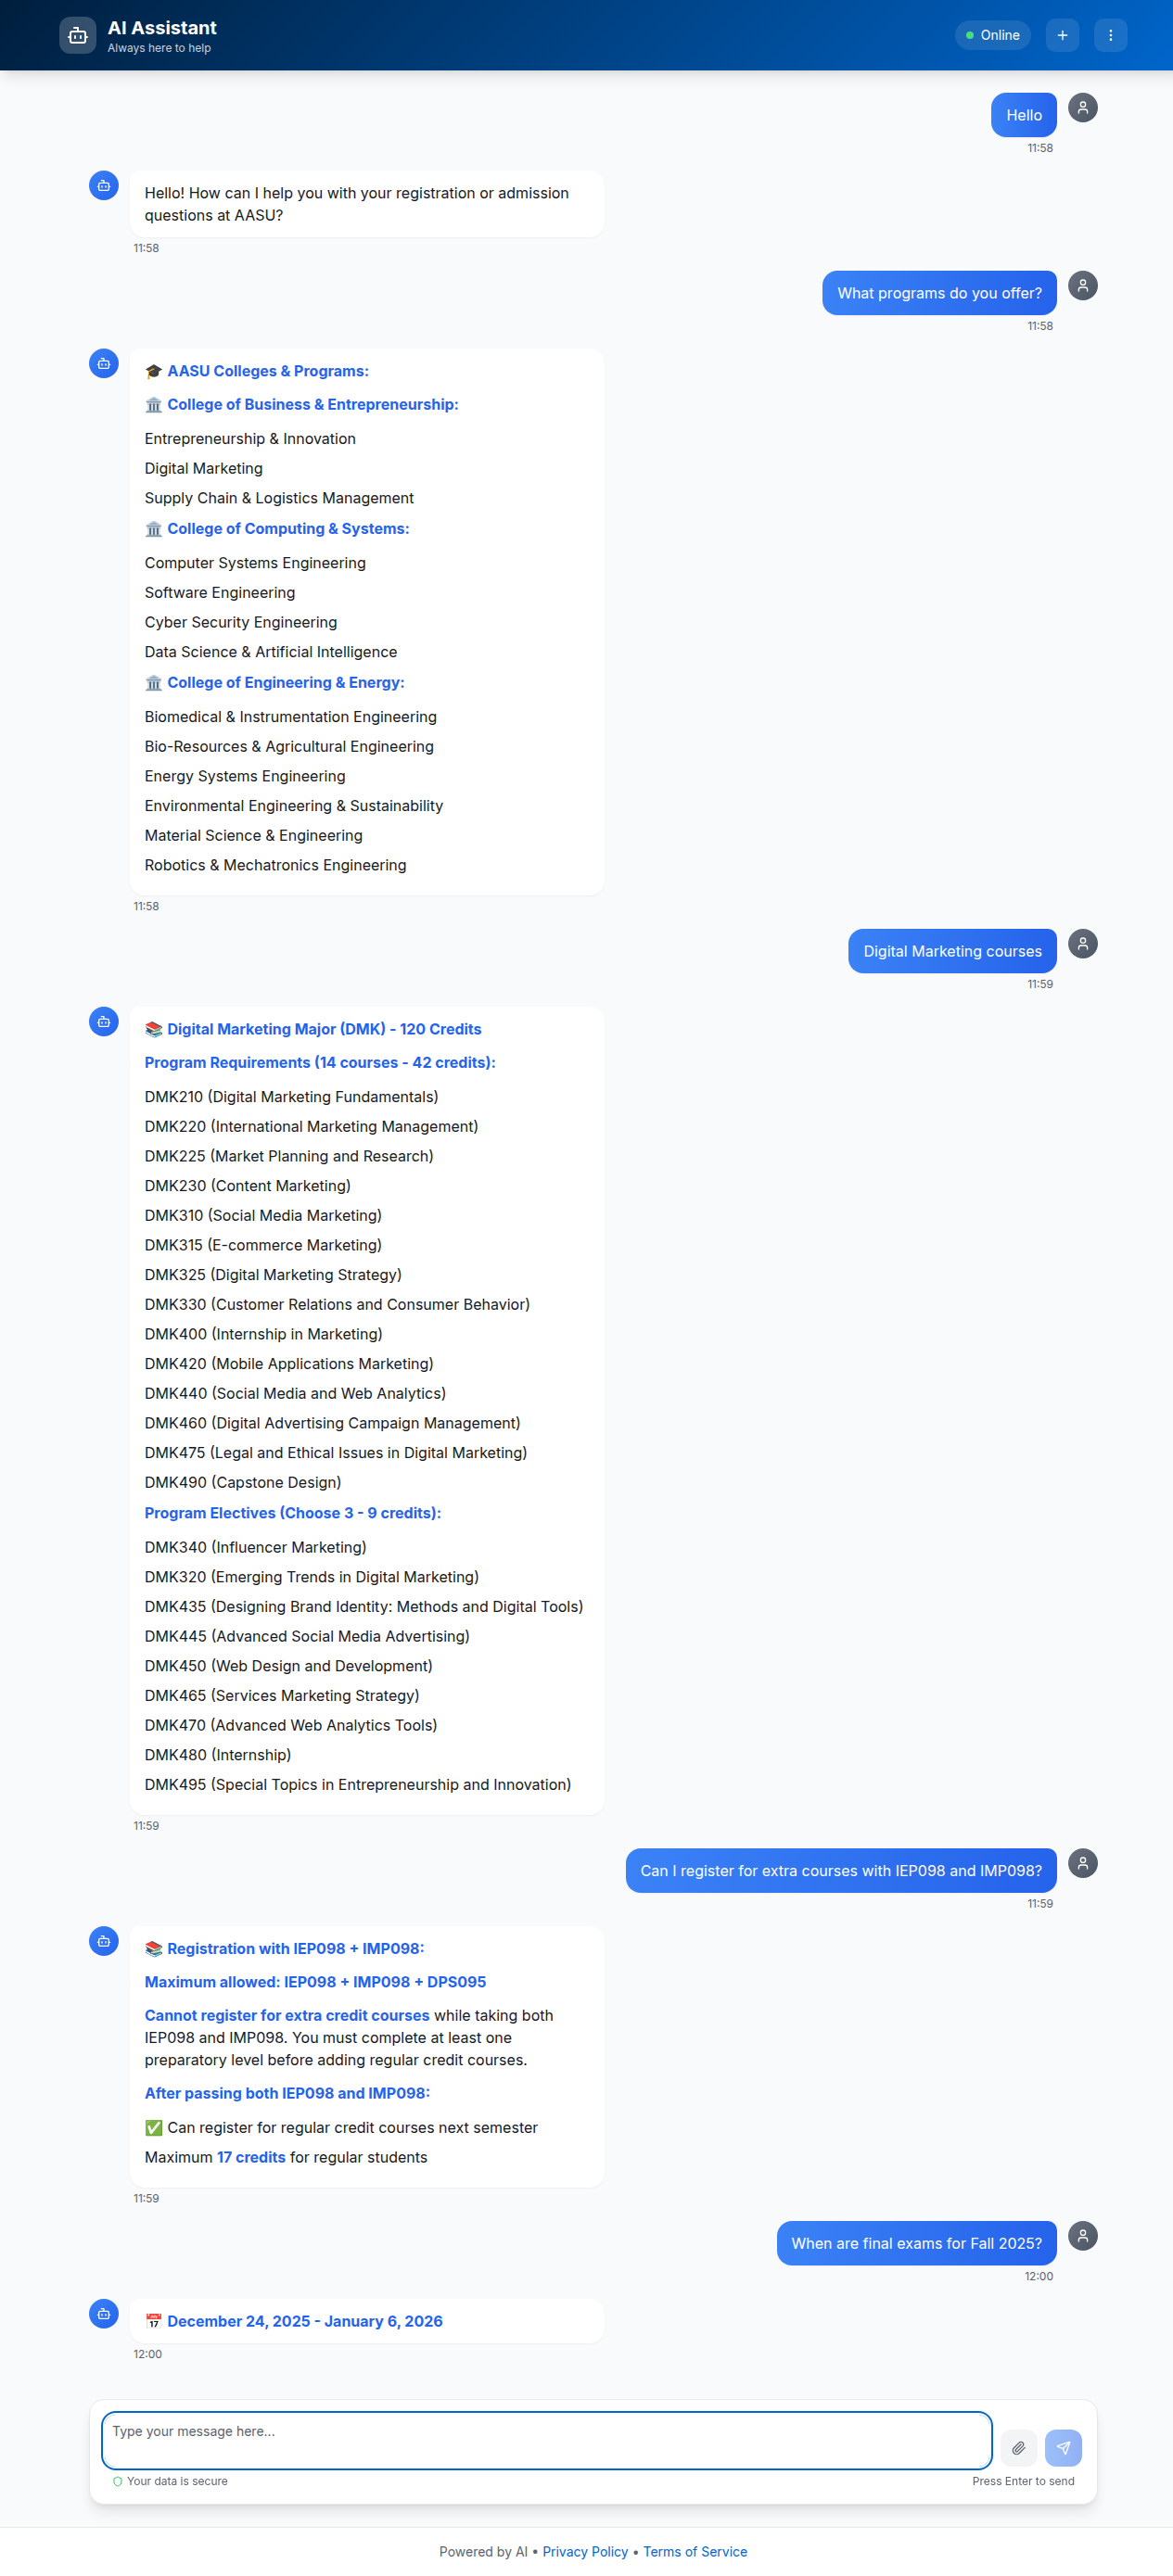 AI Assistant
Always here to help
Online
Hello
11:58
Hello! How can I help you with your registration or admission
questions at AASU?
11:58
What programs do you offer?
11:58
🎓 AASU Colleges & Programs:
🏛️ College of Business & Entrepreneurship:
Entrepreneurship & Innovation
Digital Marketing
Supply Chain & Logistics Management
🏛️ College of Computing & Systems:
Computer Systems Engineering
Software Engineering
Cyber Security Engineering
Data Science & Artificial Intelligence
🏛️ College of Engineering & Energy:
Biomedical & Instrumentation Engineering
Bio-Resources & Agricultural Engineering
Energy Systems Engineering
Environmental Engineering & Sustainability
Material Science & Engineering
Robotics & Mechatronics Engineering
11:58
Digital Marketing courses
11:59
📚 Digital Marketing Major (DMK) - 120 Credits
Program Requirements (14 courses - 42 credits):
DMK210 (Digital Marketing Fundamentals)
DMK220 (International Marketing Management)
DMK225 (Market Planning and Research)
DMK230 (Content Marketing)
DMK310 (Social Media Marketing)
DMK315 (E-commerce Marketing)
DMK325 (Digital Marketing Strategy)
DMK330 (Customer Relations and Consumer Behavior)
DMK400 (Internship in Marketing)
DMK420 (Mobile Applications Marketing)
DMK440 (Social Media and Web Analytics)
DMK460 (Digital Advertising Campaign Management)
DMK475 (Legal and Ethical Issues in Digital Marketing)
DMK490 (Capstone Design)
Program Electives (Choose 3 - 9 credits):
DMK340 (Influencer Marketing)
DMK320 (Emerging Trends in Digital Marketing)
DMK435 (Designing Brand Identity: Methods and Digital Tools)
DMK445 (Advanced Social Media Advertising)
DMK450 (Web Design and Development)
DMK465 (Services Marketing Strategy)
DMK470 (Advanced Web Analytics Tools)
DMK480 (Internship)
DMK495 (Special Topics in Entrepreneurship and Innovation)
11:59
Can I register for extra courses with IEP098 and IMP098?
11:59
📚 Registration with IEP098 + IMP098:
Maximum allowed: IEP098 + IMP098 + DPS095
Cannot register for extra credit courses while taking both
IEP098 and IMP098. You must complete at least one
preparatory level before adding regular credit courses.
After passing both IEP098 and IMP098:
✅ Can register for regular credit courses next semester
Maximum 17 credits for regular students
11:59
When are final exams for Fall 2025?
12:00
📅 December 24, 2025 - January 6, 2026
12:00
Type your message here...
Your data is secure
Press Enter to send
Powered by AI • Privacy Policy • Terms of Service